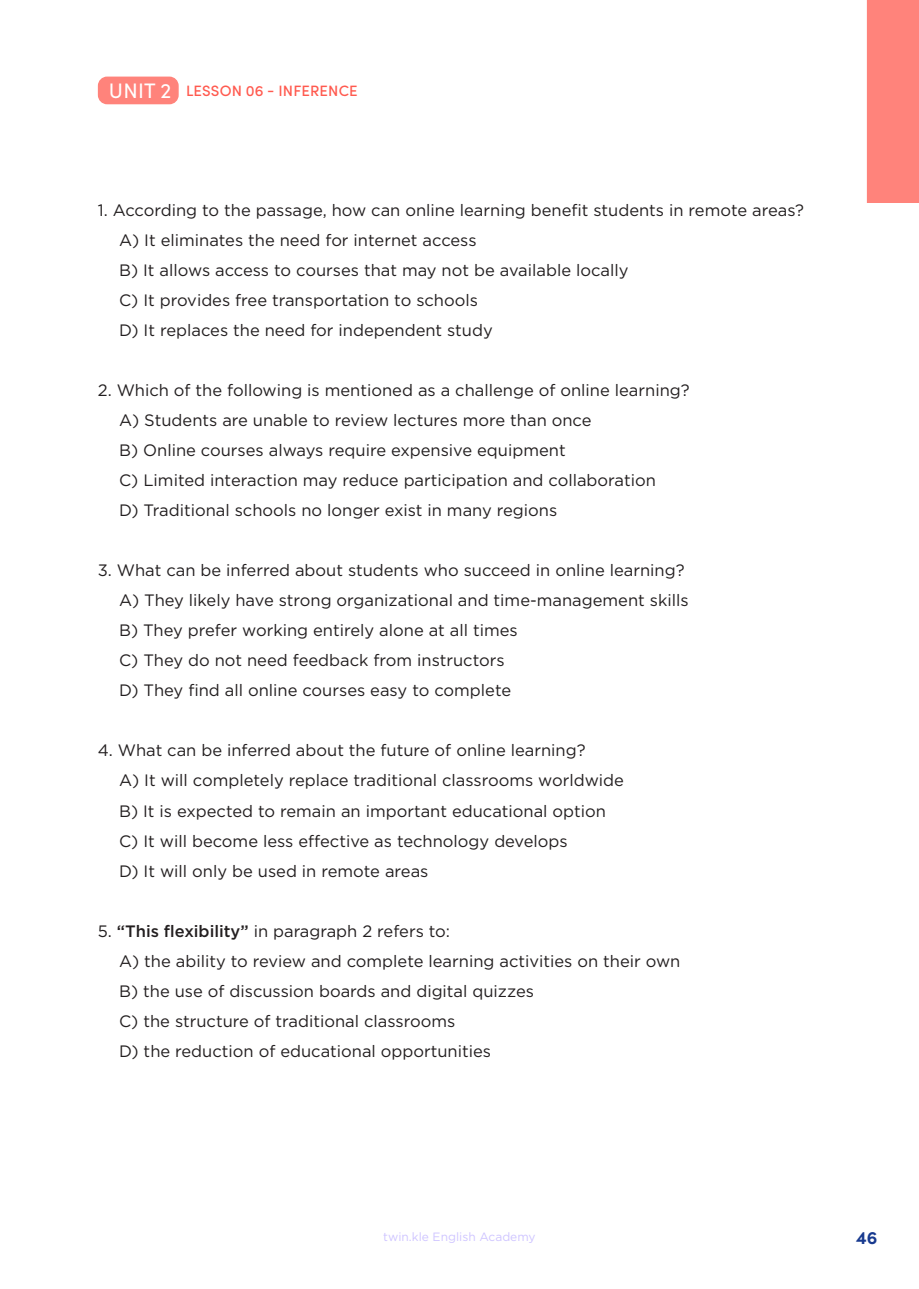 UNIT 2 LESSON 06 – INFERENCE
1. According to the passage, how can online learning benefit students in remote areas?
A) It eliminates the need for internet access
B) It allows access to courses that may not be available locally
C) It provides free transportation to schools
D) It replaces the need for independent study
2. Which of the following is mentioned as a challenge of online learning?
A) Students are unable to review lectures more than once
B) Online courses always require expensive equipment
C) Limited interaction may reduce participation and collaboration
D) Traditional schools no longer exist in many regions
3. What can be inferred about students who succeed in online learning?
A) They likely have strong organizational and time-management skills
B) They prefer working entirely alone at all times
C) They do not need feedback from instructors
D) They find all online courses easy to complete
4. What can be inferred about the future of online learning?
A) It will completely replace traditional classrooms worldwide
B) It is expected to remain an important educational option
C) It will become less effective as technology develops
D) It will only be used in remote areas
5. “This flexibility” in paragraph 2 refers to:
A) the ability to review and complete learning activities on their own
B) the use of discussion boards and digital quizzes
C) the structure of traditional classrooms
D) the reduction of educational opportunities
twin.kle English Academy
46